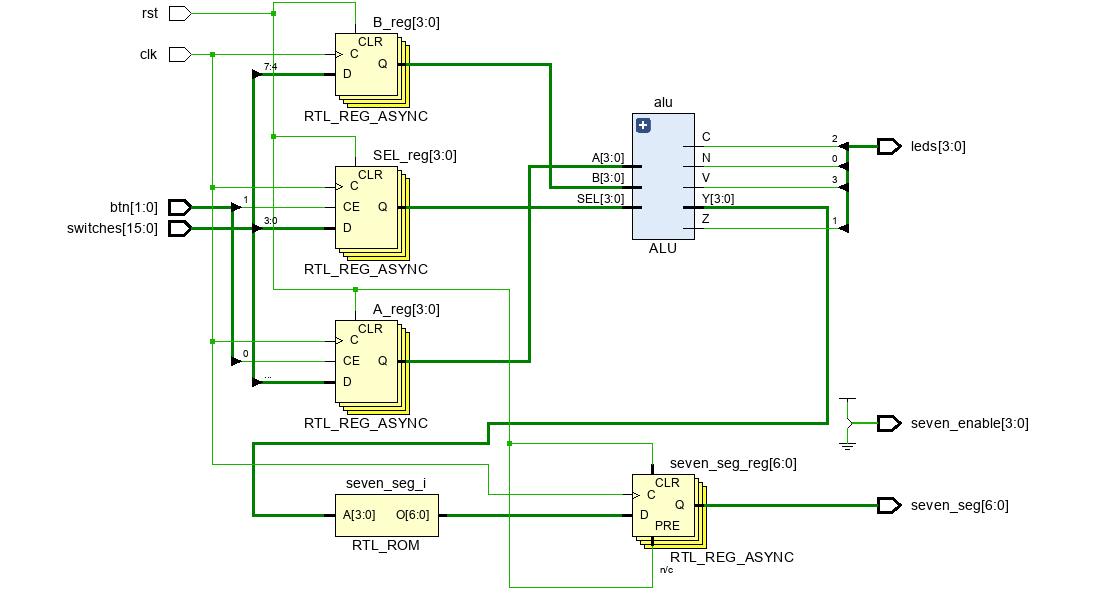 rst
clk
btn[1:0]
switches[15:0]
7:4
1
3:0
0
...
B_reg[3:0]
CLR
C
Q
D
RTL_REG_ASYNC
SEL_reg[3:0]
CLR
C
CE
Q
D
RTL_REG_ASYNC
A_reg[3:0]
CLR
C
CE
Q
D
RTL_REG_ASYNC
alu
A[3:0]
B[3:0]
SEL[3:0]
C
N
V
Y[3:0]
Z
ALU
2
0
3
1
leds[3:0]
seven_enable[3:0]
seven_seg_i
A[3:0]
O[6:0]
RTL_ROM
seven_seg_reg[6:0]
CLR
C
Q
D
PRE
RTL_REG_ASYNC
n/c
seven_seg[6:0]